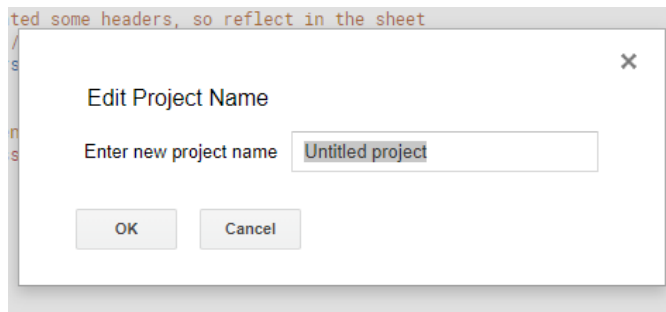 ted some headers, so reflect in the sheet
Edit Project Name
Enter new project name Untitled project
OK Cancel